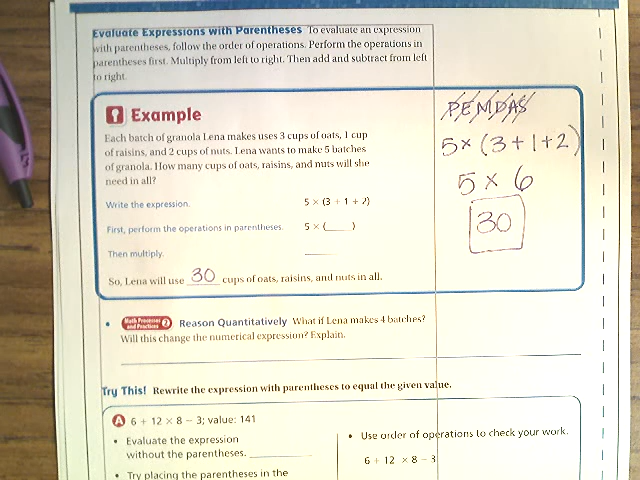 Evaluate Expressions with Parentheses To evaluate an expression
with parentheses, follow the order of operations. Perform the operations in
parentheses first. Multiply from left to right. Then add and subtract from left
to right.
Example
Each batch of granola Lena makes uses 3 cups of oats, 1 cup
of raisins, and 2 cups of nuts. Lena wants to make 5 batches
of granola. How many cups of oats, raisins, and nuts will she
need in all?
Write the expression. 5 × (3 + 1 + 2)
First, perform the operations in parentheses. 5 × (____)
Then multiply. ____
So, Lena will use 30 cups of oats, raisins, and nuts in all.
PEMDAS
5 × (3 + 1 + 2)
5 × 6
30
• Math Processes and Practices 2 Reason Quantitatively What if Lena makes 4 batches?
Will this change the numerical expression? Explain.
Try This! Rewrite the expression with parentheses to equal the given value.
A 6 + 12 × 8 − 3; value: 141
• Evaluate the expression
without the parentheses. ____
• Try placing the parentheses in the
• Use order of operations to check your work.
6 + 12 × 8 − 3